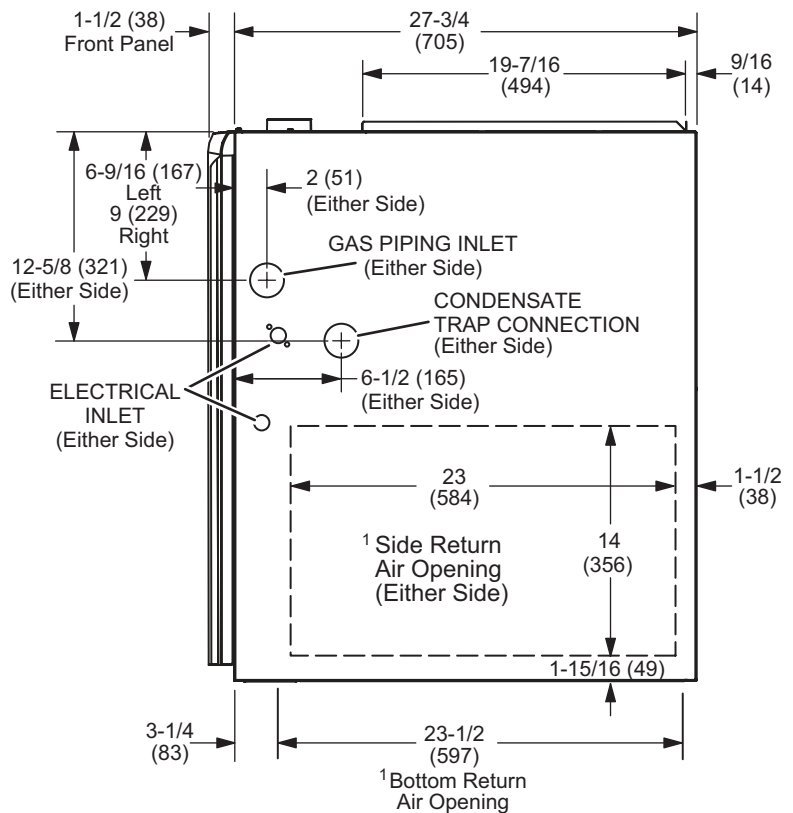 1-1/2 (38)
Front Panel
27-3/4
(705)
19-7/16
(494)
9/16
(14)
6-9/16 (167)
Left
9 (229)
Right
2 (51)
(Either Side)
12-5/8 (321)
(Either Side)
GAS PIPING INLET
(Either Side)
CONDENSATE
TRAP CONNECTION
(Either Side)
6-1/2 (165)
(Either Side)
ELECTRICAL
INLET
(Either Side)
23
(584)
1-1/2
(38)
1 Side Return
Air Opening
(Either Side)
14
(356)
1-15/16 (49)
3-1/4
(83)
23-1/2
(597)
1 Bottom Return
Air Opening